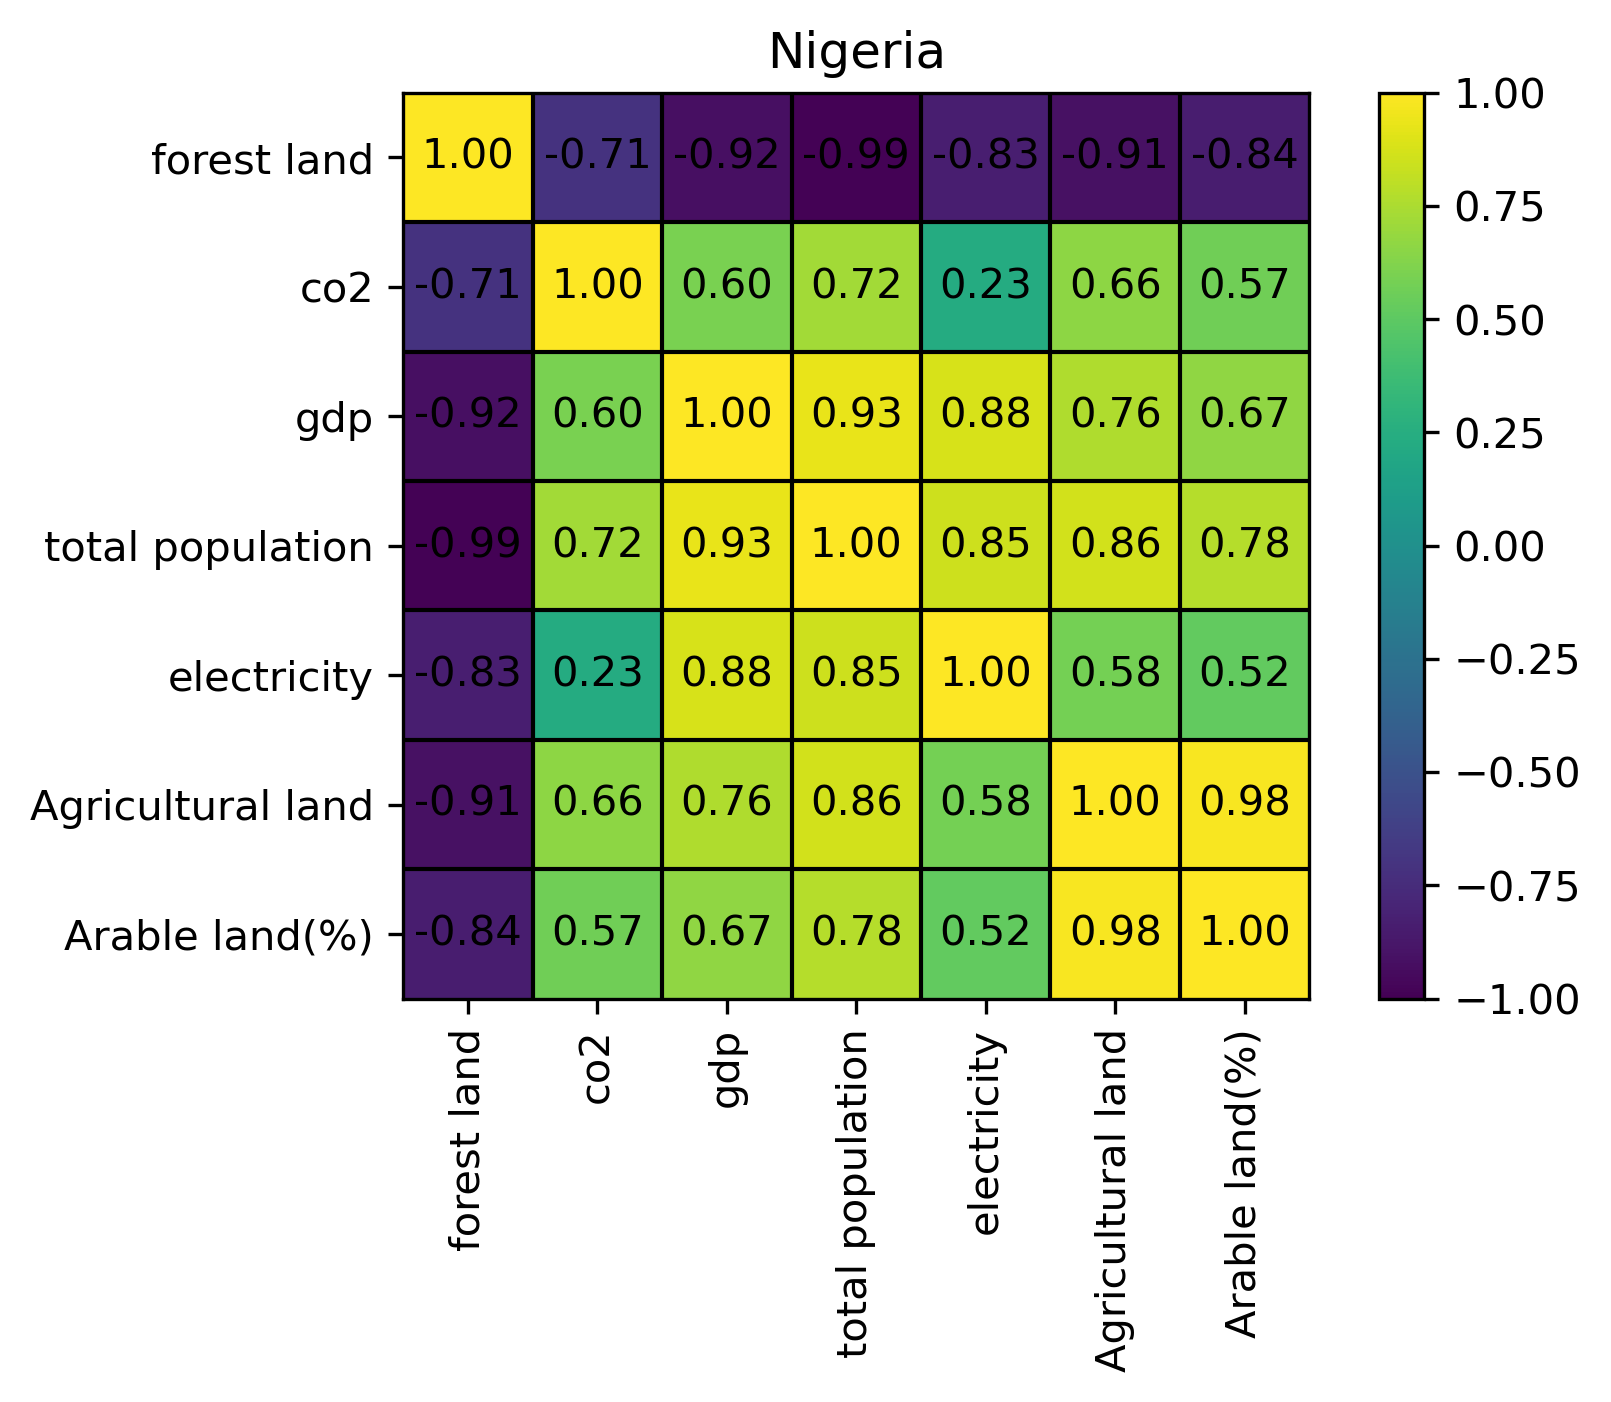 Nigeria
forest land 1.00 -0.71 -0.92 -0.99 -0.83 -0.91 -0.84
co2 -0.71 1.00 0.60 0.72 0.23 0.66 0.57
gdp -0.92 0.60 1.00 0.93 0.88 0.76 0.67
total population -0.99 0.72 0.93 1.00 0.85 0.86 0.78
electricity -0.83 0.23 0.88 0.85 1.00 0.58 0.52
Agricultural land -0.91 0.66 0.76 0.86 0.58 1.00 0.98
Arable land(%) -0.84 0.57 0.67 0.78 0.52 0.98 1.00
forest land
co2
gdp
total population
electricity
Agricultural land
Arable land(%)
1.00
0.75
0.50
0.25
0.00
−0.25
−0.50
−0.75
−1.00